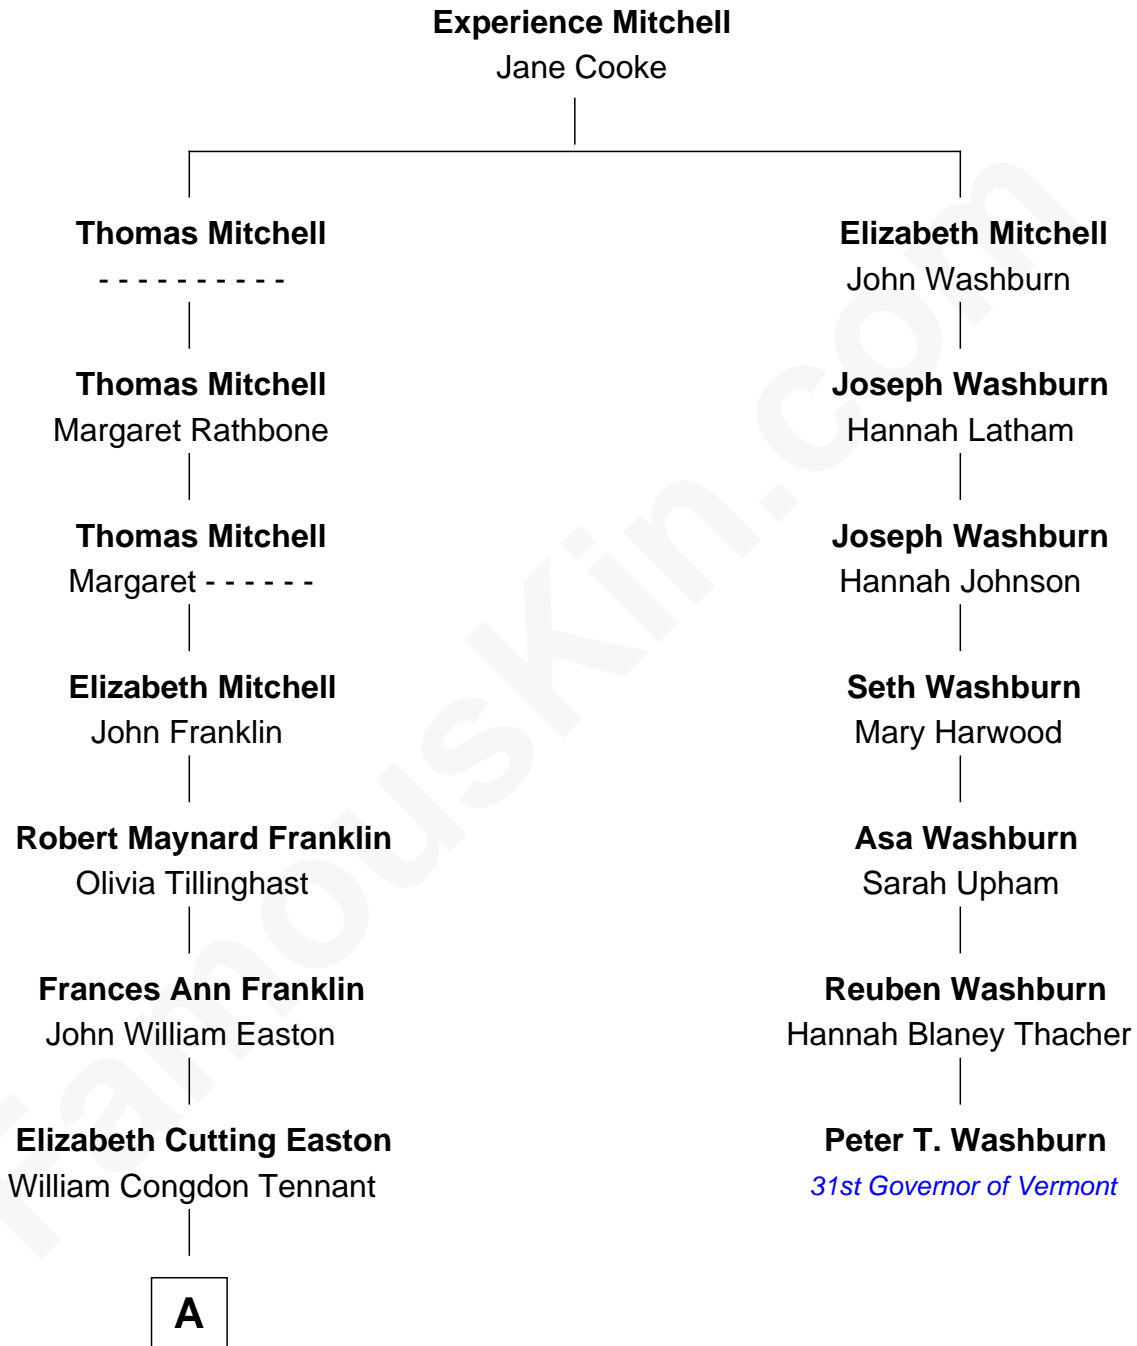 Experience Mitchell
Jane Cooke
Thomas Mitchell
- - - - - - - - - -
Thomas Mitchell
Margaret Rathbone
Thomas Mitchell
Margaret - - - - - -
Elizabeth Mitchell
John Franklin
Robert Maynard Franklin
Olivia Tillinghast
Frances Ann Franklin
John William Easton
Elizabeth Cutting Easton
William Congdon Tennant
A
Elizabeth Mitchell
John Washburn
Joseph Washburn
Hannah Latham
Joseph Washburn
Hannah Johnson
Seth Washburn
Mary Harwood
Asa Washburn
Sarah Upham
Reuben Washburn
Hannah Blaney Thacher
Peter T. Washburn
31st Governor of Vermont
FamousKin.com